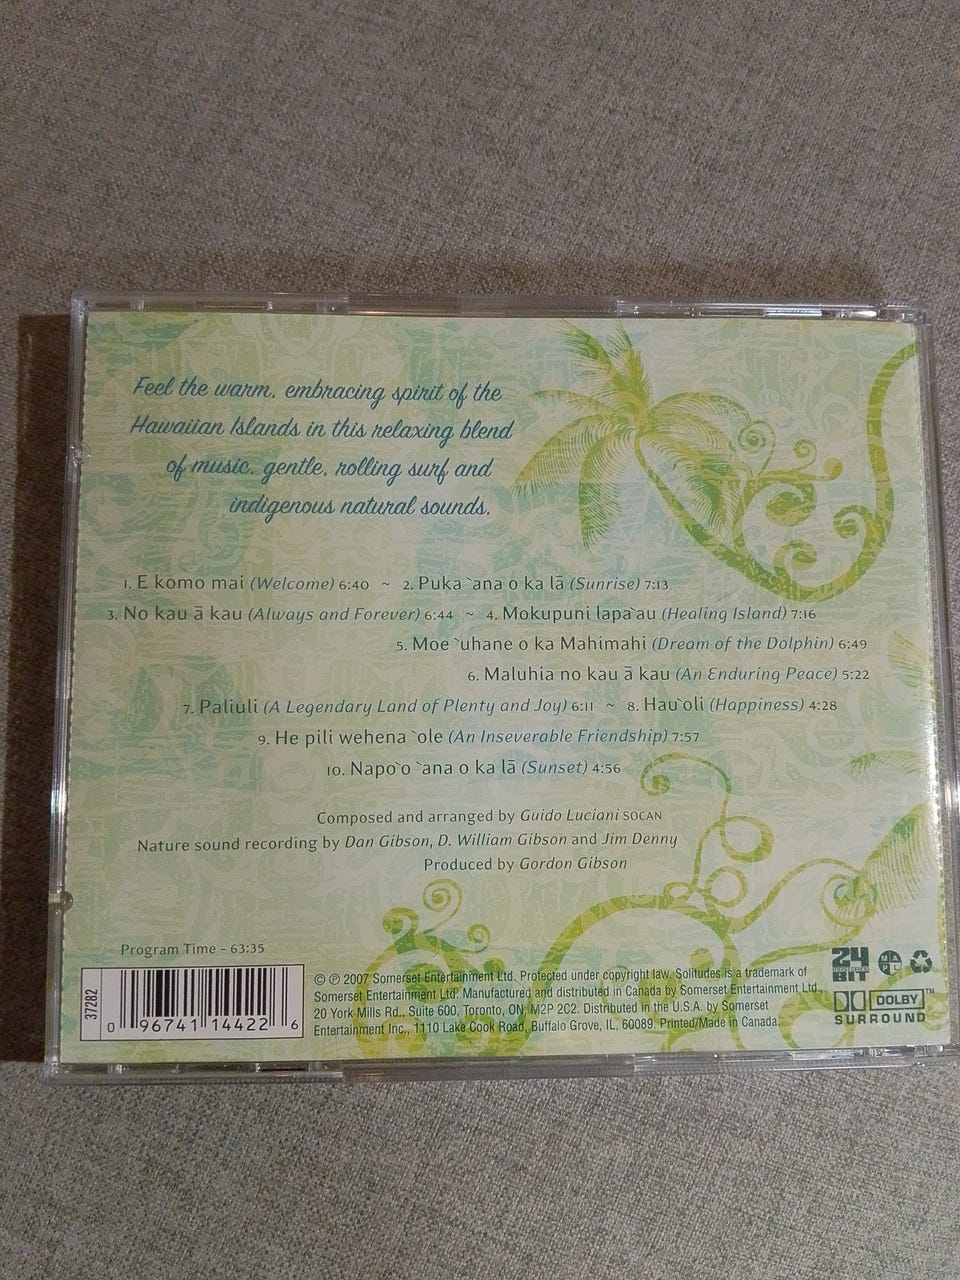 Feel the warm, embracing spirit of the
Hawaiian Islands in this relaxing blend
of music, gentle, rolling surf and
indigenous natural sounds.
1. E komo mai (Welcome) 6:40 ~ 2. Puka `ana o ka lā (Sunrise) 7:13
3. No kau ā kau (Always and Forever) 6:44 ~ 4. Mokupuni lapa`au (Healing Island) 7:16
5. Moe `uhane o ka Mahimahi (Dream of the Dolphin) 6:49
6. Maluhia no kau ā kau (An Enduring Peace) 5:22
7. Paliuli (A Legendary Land of Plenty and Joy) 6:11 ~ 8. Hau`oli (Happiness) 4:28
9. He pili wehena `ole (An Inseverable Friendship) 7:57
10. Napo`o `ana o ka lā (Sunset) 4:56
Composed and arranged by Guido Luciani SOCAN
Nature sound recording by Dan Gibson, D. William Gibson and Jim Denny
Produced by Gordon Gibson
Program Time – 63:35
37282
0 96741 14422 6
© ℗ 2007 Somerset Entertainment Ltd. Protected under copyright law. Solitudes is a trademark of
Somerset Entertainment Ltd. Manufactured and distributed in Canada by Somerset Entertainment Ltd.,
20 York Mills Rd., Suite 600, Toronto, ON, M2P 2C2. Distributed in the U.S.A. by Somerset
Entertainment Inc., 1110 Lake Cook Road, Buffalo Grove, IL, 60089. Printed/Made in Canada.
24
BIT
M A P L
DOLBY™
SURROUND